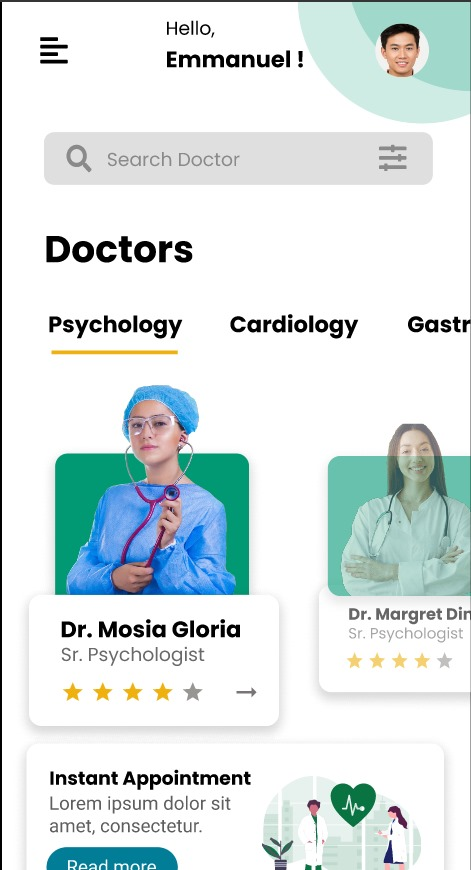 Hello,
Emmanuel !
Search Doctor
Doctors
Psychology Cardiology Gastr
Dr. Mosia Gloria
Sr. Psychologist
Dr. Margret Din
Sr. Psychologist
Instant Appointment
Lorem ipsum dolor sit
amet, consectetur.
Read more